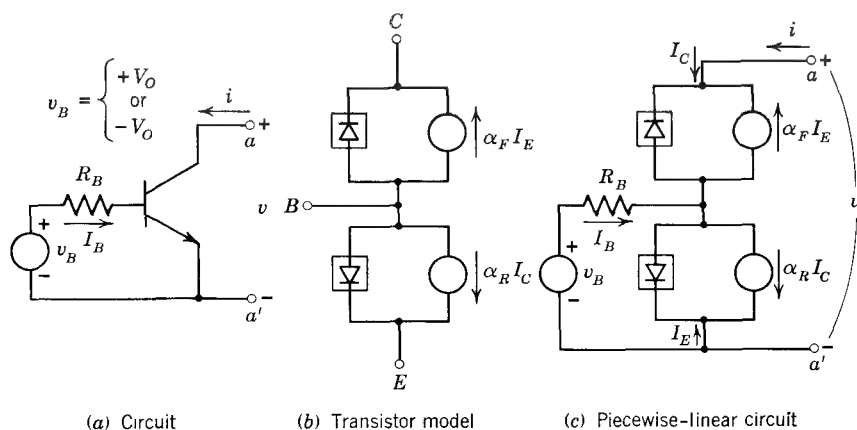 v_B = { +V_O
or
−V_O
i
a
+
R_B
I_B
+
v_B
−
−
a'
(a) Circuit
C
α_F I_E
v
B
α_R I_C
E
(b) Transistor model
I_C
i
+
a
α_F I_E
R_B
I_B
+
v_B
−
α_R I_C
I_E
−
a'
v
(c) Piecewise-linear circuit